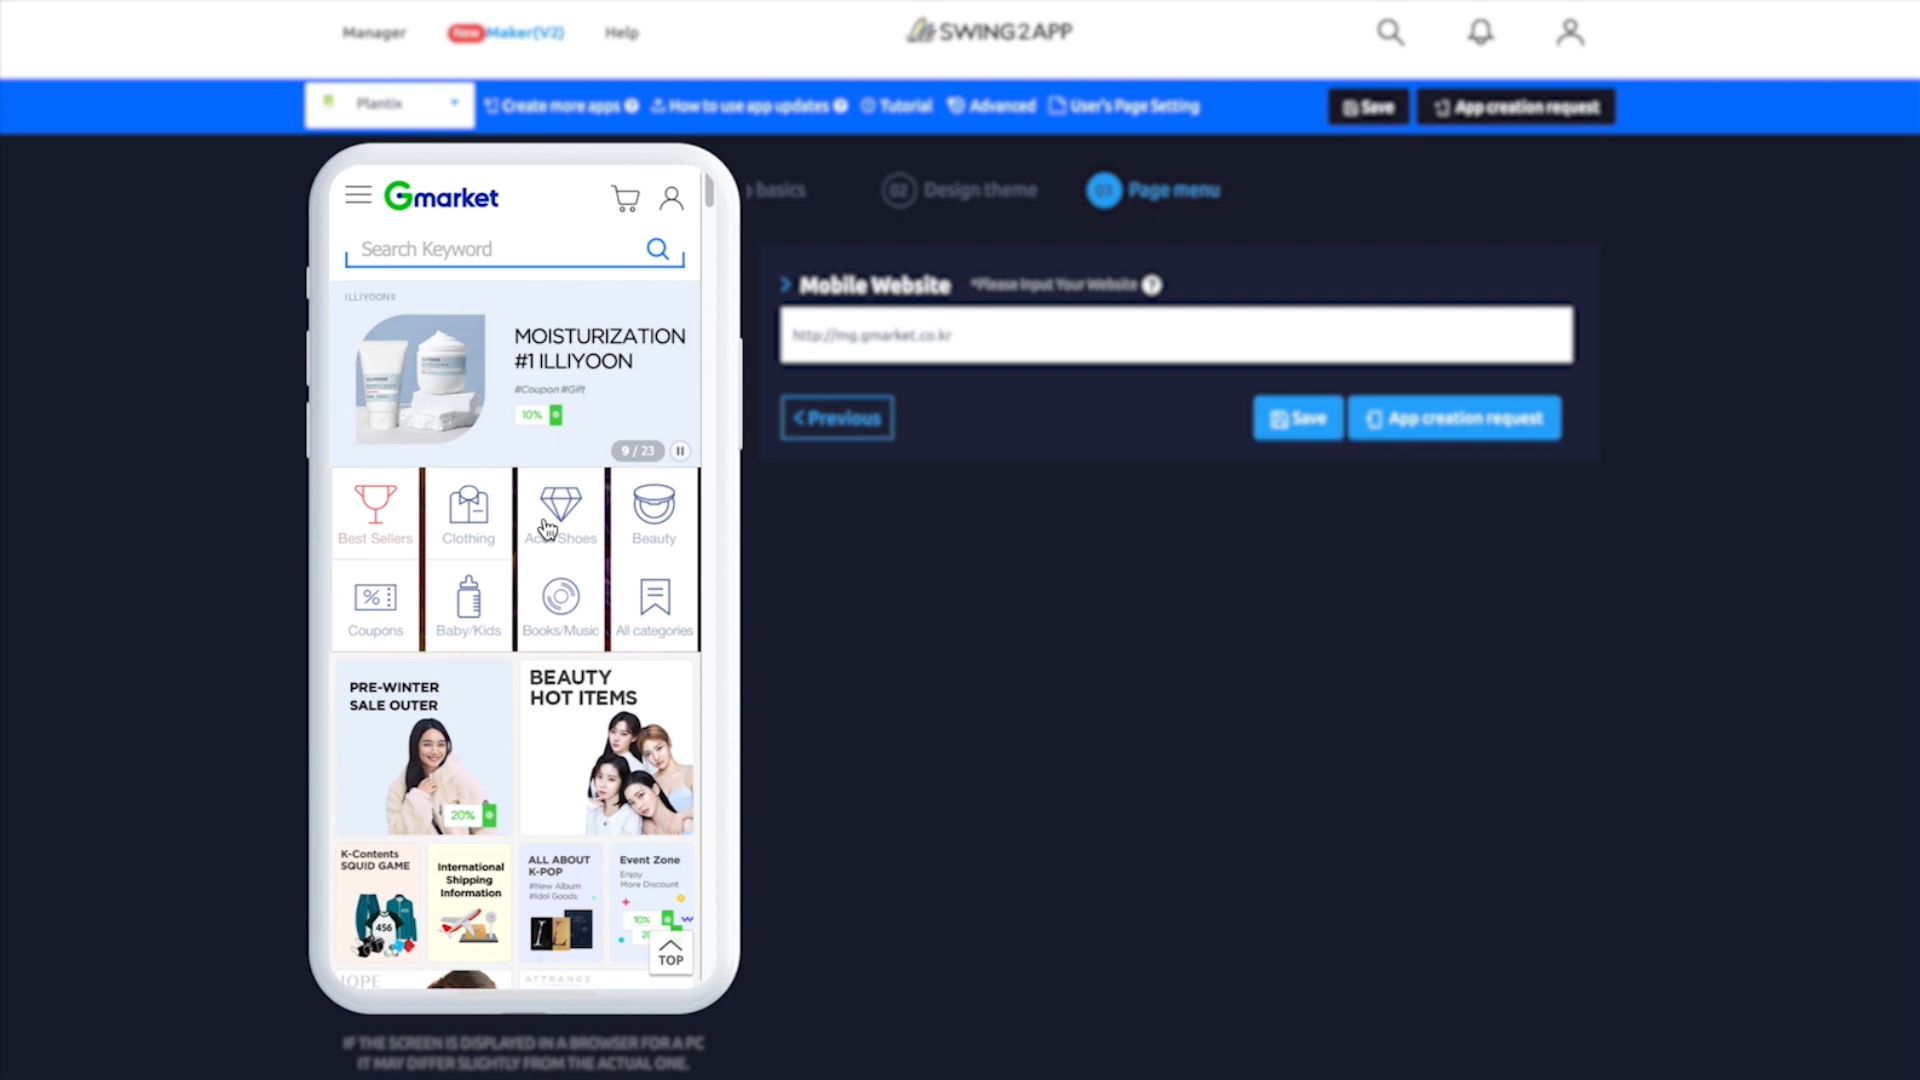 Manager
New Maker(V2)
Help
SWING2APP
Plantix
Create more apps ?
How to use app updates ?
Tutorial
Advanced
User's Page Setting
Save
App creation request
basics
02 Design theme
03 Page menu
Gmarket
Search Keyword
ILLIYOON
MOISTURIZATION
#1 ILLIYOON
#Coupon #Gift
10%
9 / 23
Best Sellers
Clothing
Acc/Shoes
Beauty
Coupons
Baby/Kids
Books/Music
All categories
PRE-WINTER
SALE OUTER
20%
BEAUTY
HOT ITEMS
K-Contents
SQUID GAME
456
International
Shipping
Information
ALL ABOUT
K-POP
#New Album
#Idol Goods
Event Zone
Enjoy
More Discount
10%
TOP
ATTRANGS
Mobile Website
*Please Input Your Website ?
http://mg.gmarket.co.kr
< Previous
Save
App creation request
IF THE SCREEN IS DISPLAYED IN A BROWSER FOR A PC
IT MAY DIFFER SLIGHTLY FROM THE ACTUAL ONE.